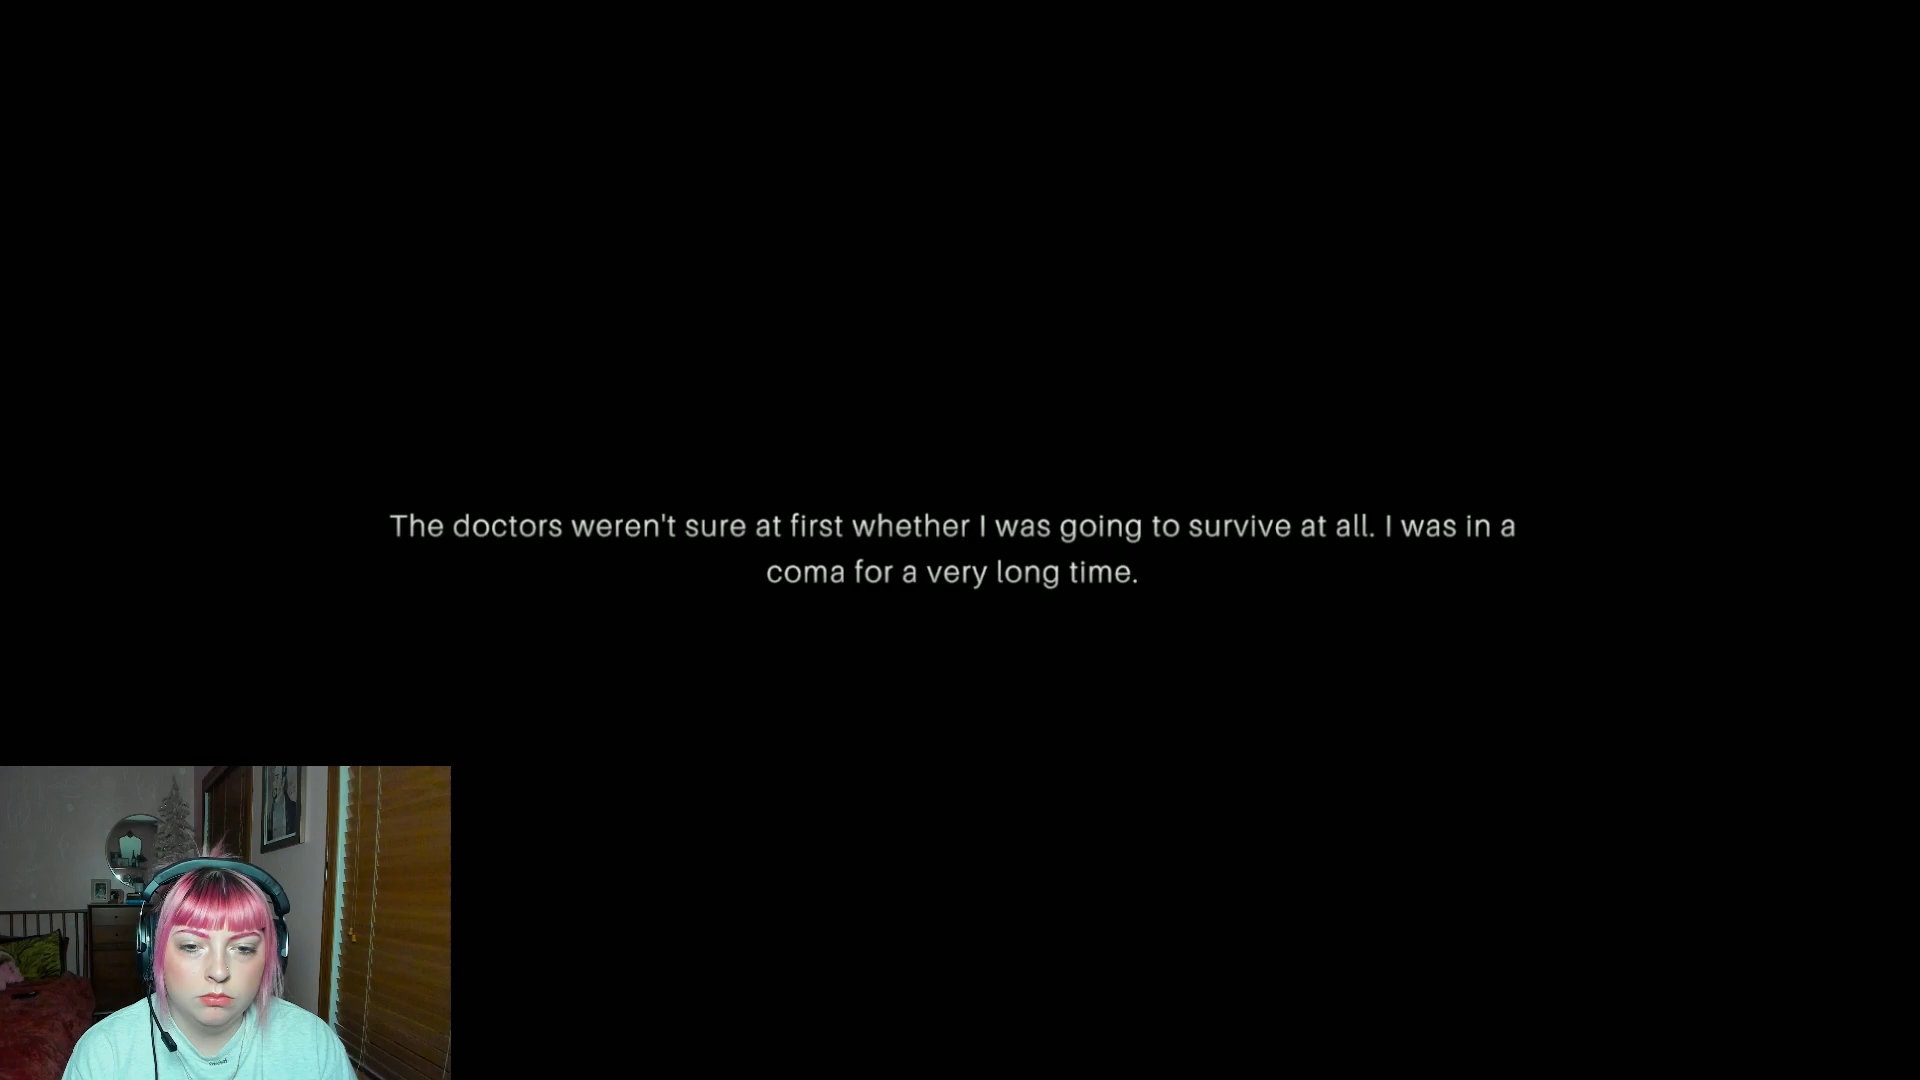 The doctors weren't sure at first whether I was going to survive at all. I was in a
coma for a very long time.